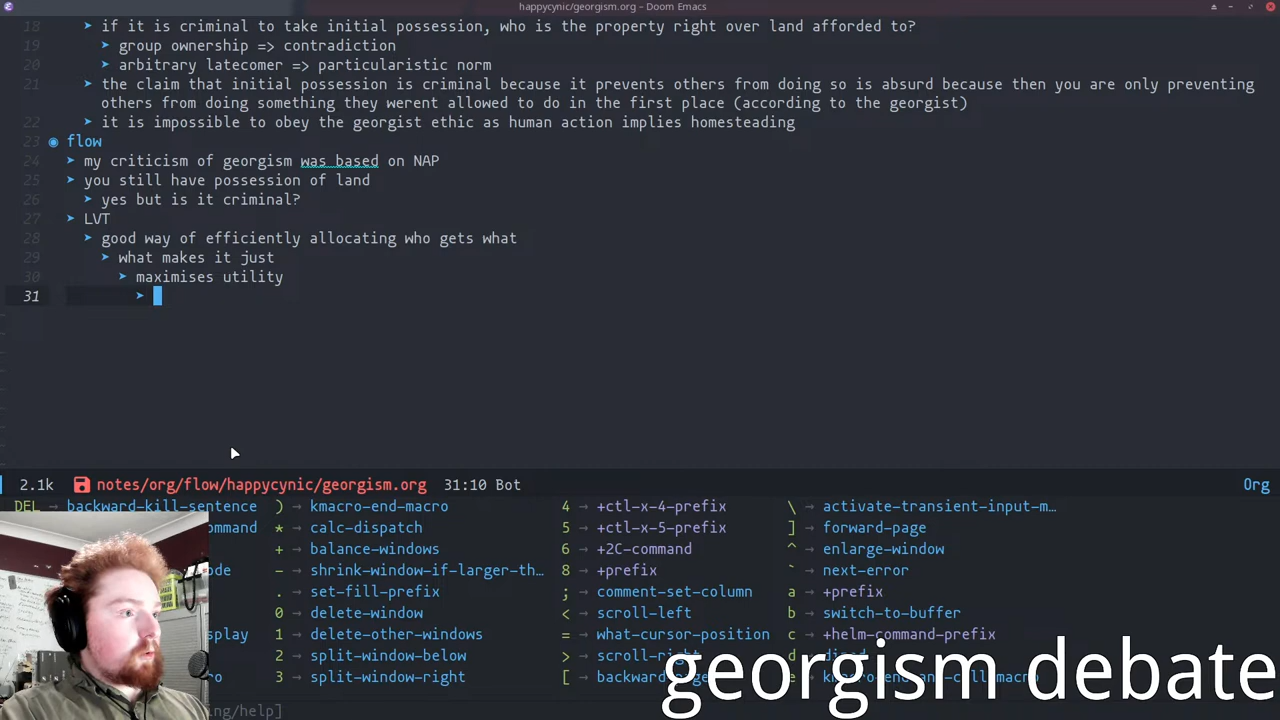 happycynic/georgism.org – Doom Emacs
18 ➤ if it is criminal to take initial possession, who is the property right over land afforded to?
19 ➤ group ownership => contradiction
20 ➤ arbitrary latecomer => particularistic norm
21 ➤ the claim that initial possession is criminal because it prevents others from doing so is absurd because then you are only preventing
others from doing something they werent allowed to do in the first place (according to the georgist)
22 ➤ it is impossible to obey the georgist ethic as human action implies homesteading
23 ◉ flow
24 ➤ my criticism of georgism was based on NAP
25 ➤ you still have possession of land
26 ➤ yes but is it criminal?
27 ➤ LVT
28 ➤ good way of efficiently allocating who gets what
29 ➤ what makes it just
30 ➤ maximises utility
31 ➤
2.1k notes/org/flow/happycynic/georgism.org 31:10 Bot Org
DEL → backward-kill-sentence ) → kmacro-end-macro 4 → +ctl-x-4-prefix \ → activate-transient-input-m…
ommand * → calc-dispatch 5 → +ctl-x-5-prefix ] → forward-page
+ → balance-windows 6 → +2C-command ^ → enlarge-window
ode - → shrink-window-if-larger-th… 8 → +prefix ` → next-error
. → set-fill-prefix ; → comment-set-column a → +prefix
0 → delete-window < → scroll-left b → switch-to-buffer
splay 1 → delete-other-windows = → what-cursor-position c → +helm-command-prefix
2 → split-window-below > → scroll-right d
ro 3 → split-window-right [ →
ng/help]
georgism debate